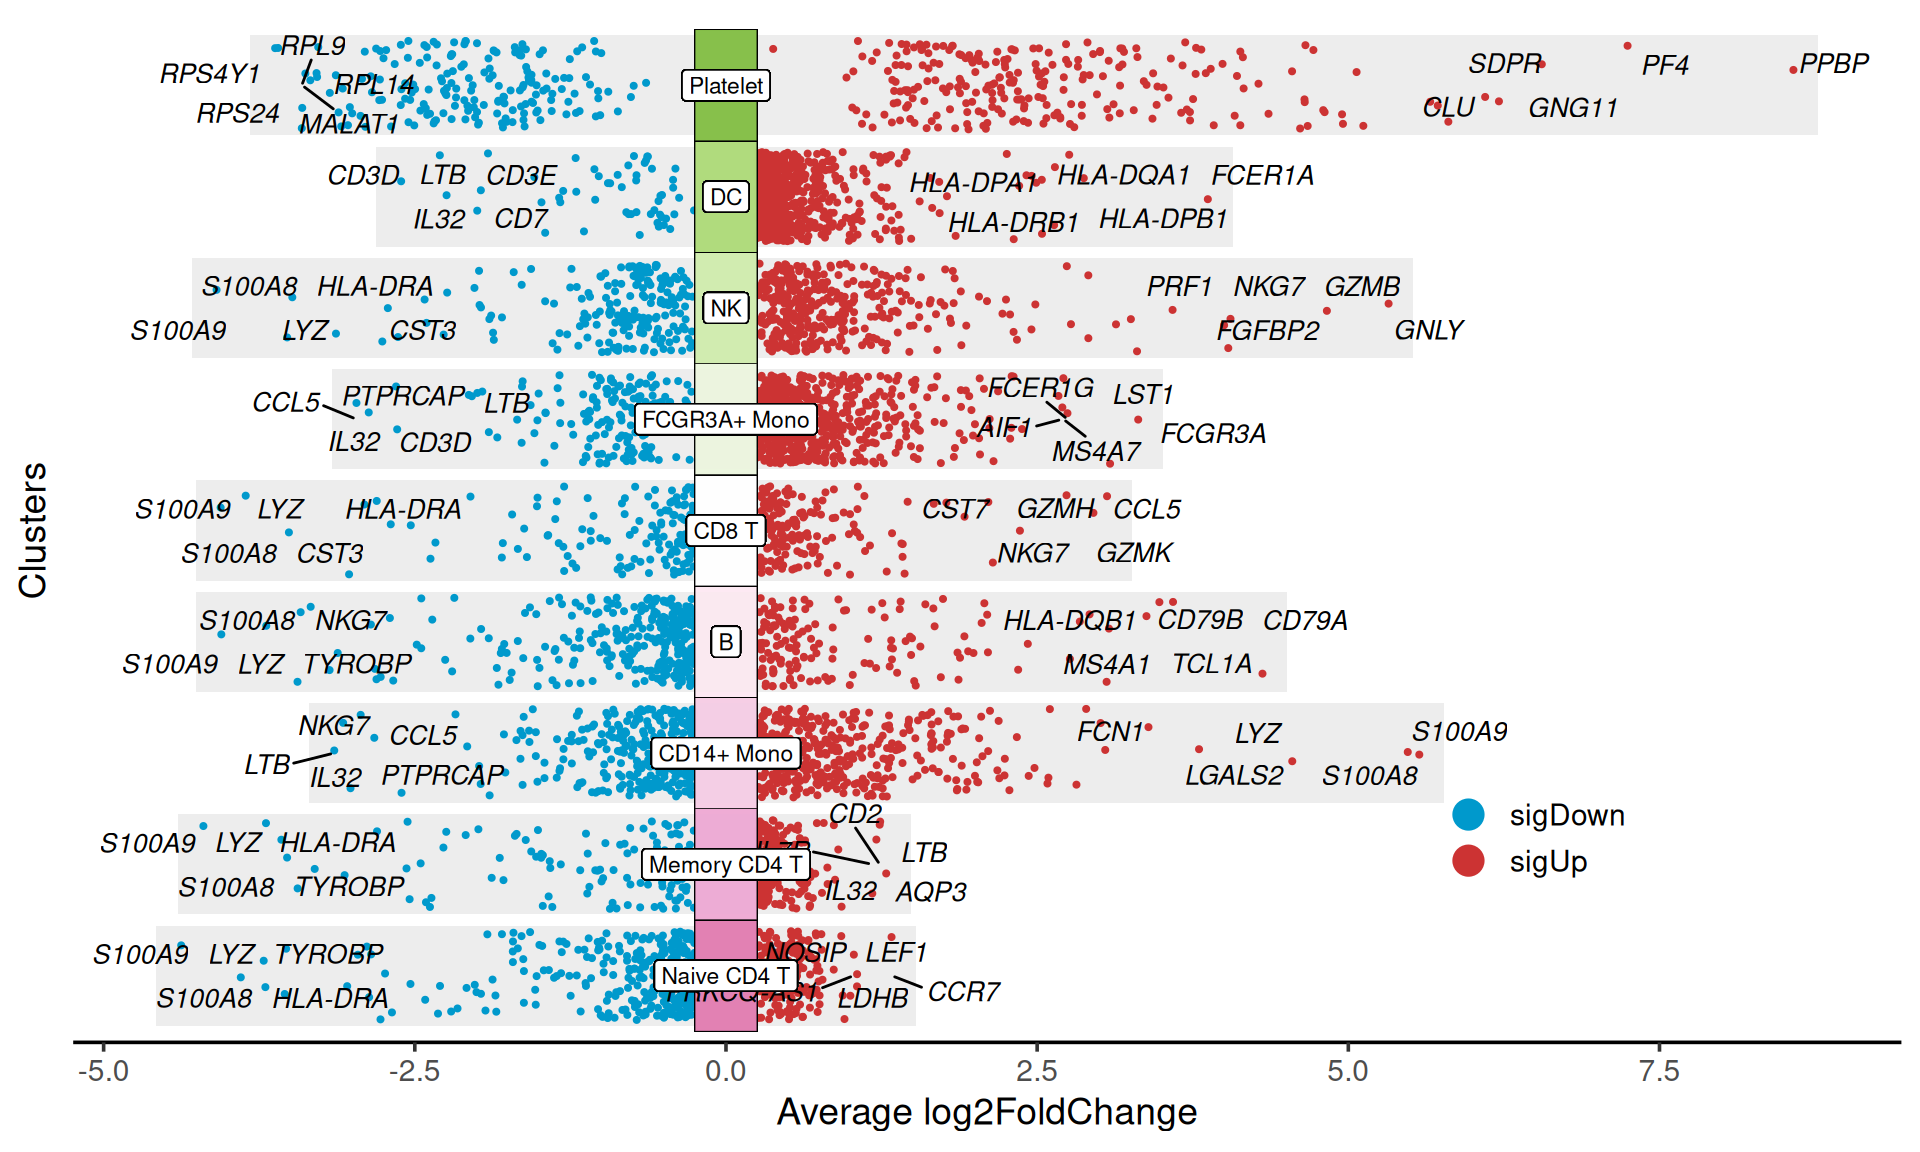 RPL9
RPS4Y1
RPL14
RPS24
MALAT1
Platelet
SDPR
PF4
PPBP
CLU
GNG11
CD3D
LTB
CD3E
IL32
CD7
DC
HLA-DPA1
HLA-DQA1
FCER1A
HLA-DRB1
HLA-DPB1
S100A8
HLA-DRA
S100A9
LYZ
CST3
NK
PRF1
NKG7
GZMB
FGFBP2
GNLY
CCL5
PTPRCAP
LTB
IL32
CD3D
FCGR3A+ Mono
FCER1G
LST1
AIF1
MS4A7
FCGR3A
S100A9
LYZ
HLA-DRA
S100A8
CST3
CD8 T
CST7
GZMH
CCL5
NKG7
GZMK
S100A8
NKG7
S100A9
LYZ
TYROBP
B
HLA-DQB1
CD79B
CD79A
MS4A1
TCL1A
NKG7
CCL5
LTB
IL32
PTPRCAP
CD14+ Mono
FCN1
LYZ
S100A9
LGALS2
S100A8
S100A9
LYZ
HLA-DRA
S100A8
TYROBP
Memory CD4 T
CD2
LTB
IL32
AQP3
S100A9
LYZ
TYROBP
S100A8
HLA-DRA
Naive CD4 T
NOSIP
LEF1
LDHB
CCR7
Clusters
sigDown
sigUp
-5.0
-2.5
0.0
2.5
5.0
7.5
Average log2FoldChange